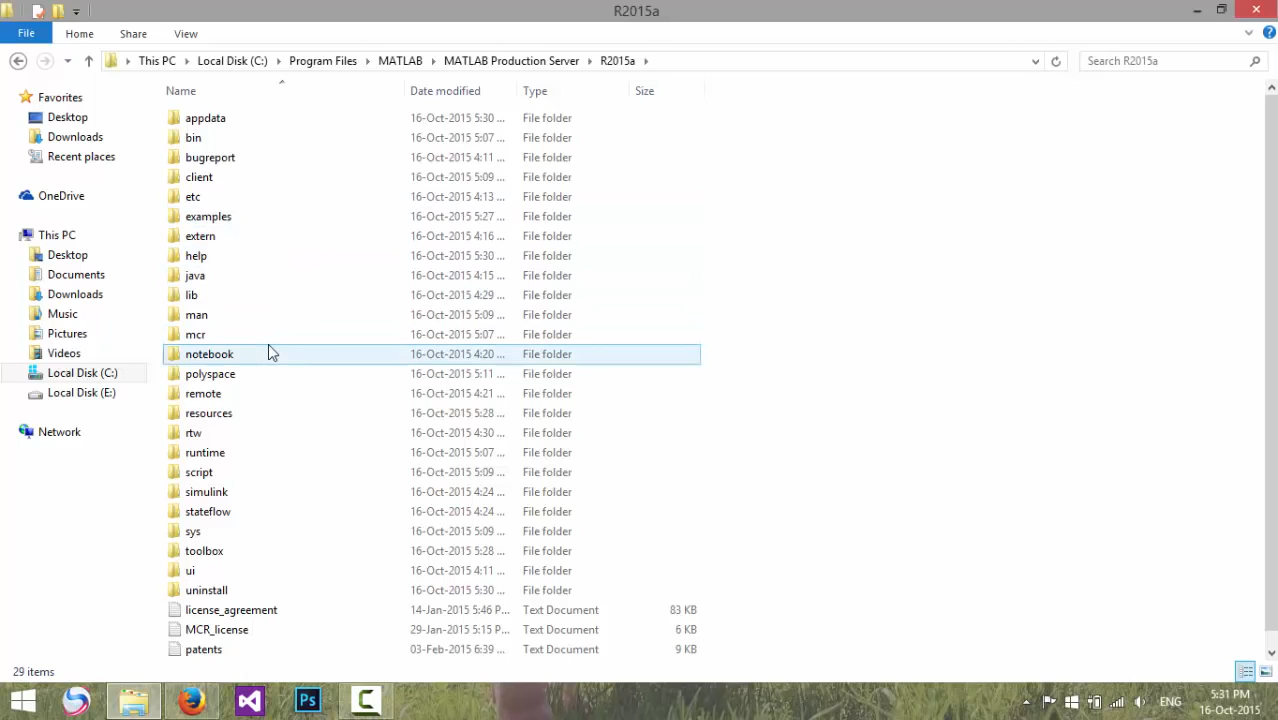 R2015a
File Home Share View
This PC Local Disk (C:) Program Files MATLAB MATLAB Production Server R2015a Search R2015a
Name Date modified Type Size
Favorites
Desktop
Downloads
Recent places
OneDrive
This PC
Desktop
Documents
Downloads
Music
Pictures
Videos
Local Disk (C:)
Local Disk (E:)
Network
appdata 16-Oct-2015 5:30 ... File folder
bin 16-Oct-2015 5:07 ... File folder
bugreport 16-Oct-2015 4:11 ... File folder
client 16-Oct-2015 5:09 ... File folder
etc 16-Oct-2015 4:13 ... File folder
examples 16-Oct-2015 5:27 ... File folder
extern 16-Oct-2015 4:16 ... File folder
help 16-Oct-2015 5:30 ... File folder
java 16-Oct-2015 4:15 ... File folder
lib 16-Oct-2015 4:29 ... File folder
man 16-Oct-2015 5:09 ... File folder
mcr 16-Oct-2015 5:07 ... File folder
notebook 16-Oct-2015 4:20 ... File folder
polyspace 16-Oct-2015 5:11 ... File folder
remote 16-Oct-2015 4:21 ... File folder
resources 16-Oct-2015 5:28 ... File folder
rtw 16-Oct-2015 4:30 ... File folder
runtime 16-Oct-2015 5:07 ... File folder
script 16-Oct-2015 5:09 ... File folder
simulink 16-Oct-2015 4:24 ... File folder
stateflow 16-Oct-2015 4:24 ... File folder
sys 16-Oct-2015 5:09 ... File folder
toolbox 16-Oct-2015 5:28 ... File folder
ui 16-Oct-2015 4:11 ... File folder
uninstall 16-Oct-2015 5:30 ... File folder
license_agreement 14-Jan-2015 5:46 P... Text Document 83 KB
MCR_license 29-Jan-2015 5:15 P... Text Document 6 KB
patents 03-Feb-2015 6:39 ... Text Document 9 KB
29 items
Ps
ENG
5:31 PM
16-Oct-2015